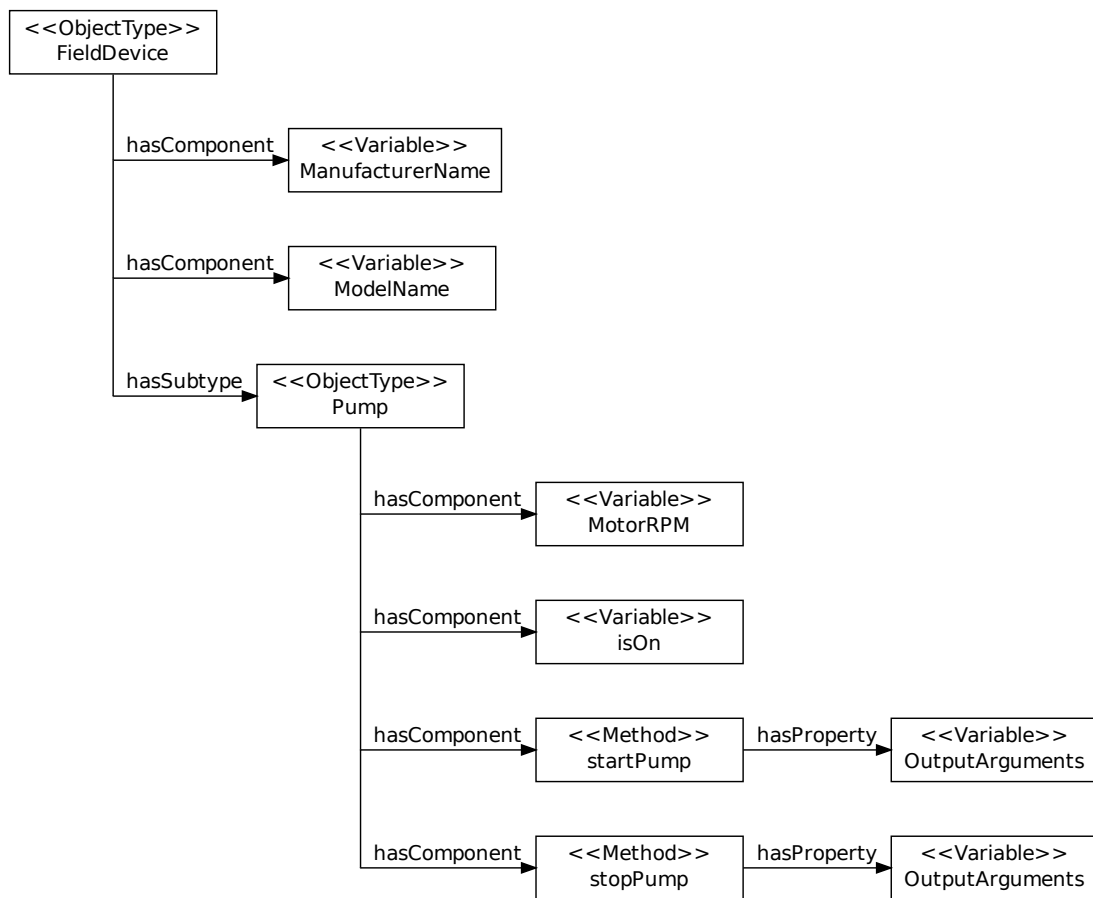 <<ObjectType>>
FieldDevice
hasComponent
<<Variable>>
ManufacturerName
hasComponent
<<Variable>>
ModelName
hasSubtype
<<ObjectType>>
Pump
hasComponent
<<Variable>>
MotorRPM
hasComponent
<<Variable>>
isOn
hasComponent
<<Method>>
startPump
hasProperty
<<Variable>>
OutputArguments
hasComponent
<<Method>>
stopPump
hasProperty
<<Variable>>
OutputArguments